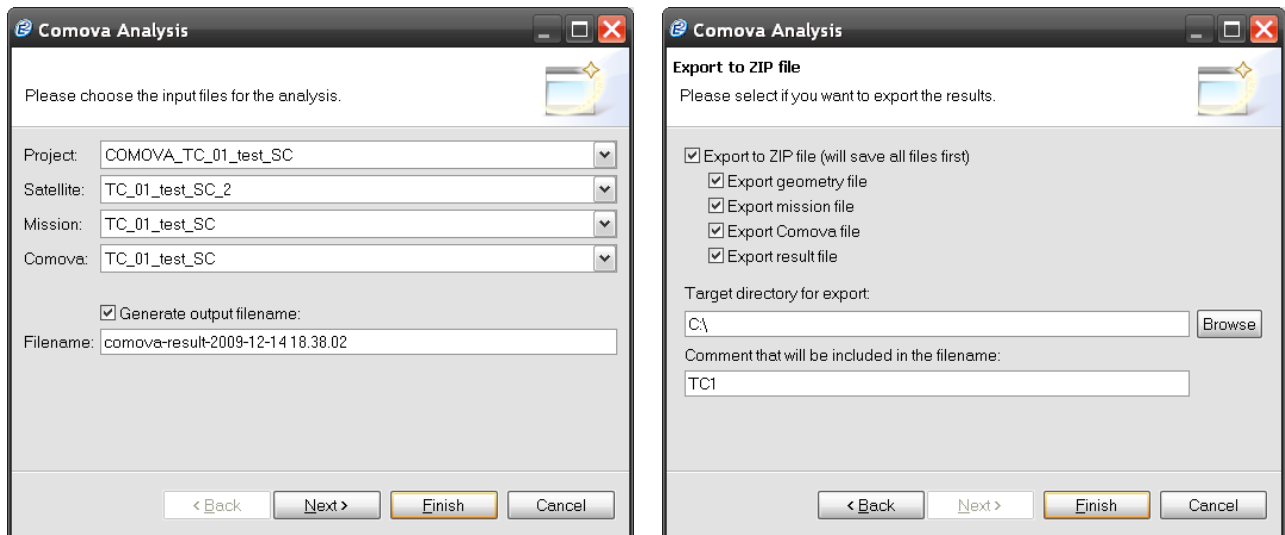 Comova Analysis
Please choose the input files for the analysis.
Project: COMOVA_TC_01_test_SC
Satellite: TC_01_test_SC_2
Mission: TC_01_test_SC
Comova: TC_01_test_SC
Generate output filename:
Filename: comova-result-2009-12-14 18.38.02
< Back Next > Finish Cancel
Comova Analysis
Export to ZIP file
Please select if you want to export the results.
Export to ZIP file (will save all files first)
Export geometry file
Export mission file
Export Comova file
Export result file
Target directory for export:
C:\ Browse
Comment that will be included in the filename:
TC1
< Back Next > Finish Cancel